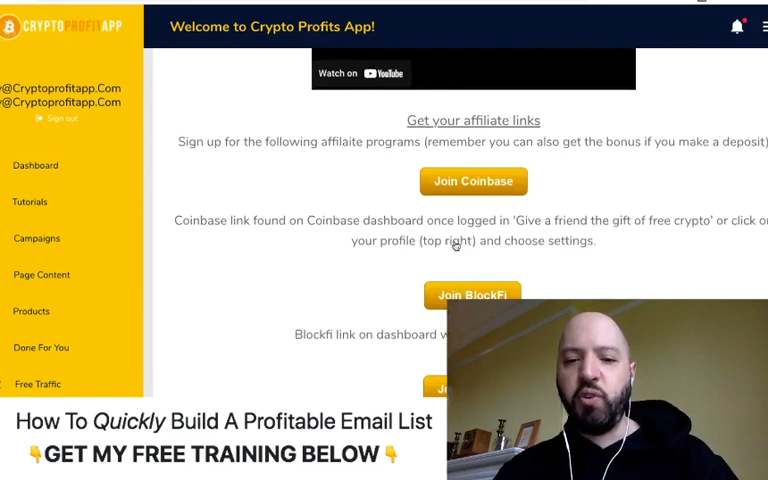 CRYPTOPROFITAPP
Welcome to Crypto Profits App!
y@Cryptoprofitapp.Com
y@Cryptoprofitapp.Com
Sign out
Dashboard
Tutorials
Campaigns
Page Content
Products
Done For You
Free Traffic
Watch on YouTube
Get your affiliate links
Sign up for the following affilaite programs (remember you can also get the bonus if you make a deposit)
Join Coinbase
Coinbase link found on Coinbase dashboard once logged in 'Give a friend the gift of free crypto' or click on
your profile (top right) and choose settings.
Join BlockFi
Blockfi link on dashboard w
Jo
How To Quickly Build A Profitable Email List
👇GET MY FREE TRAINING BELOW👇